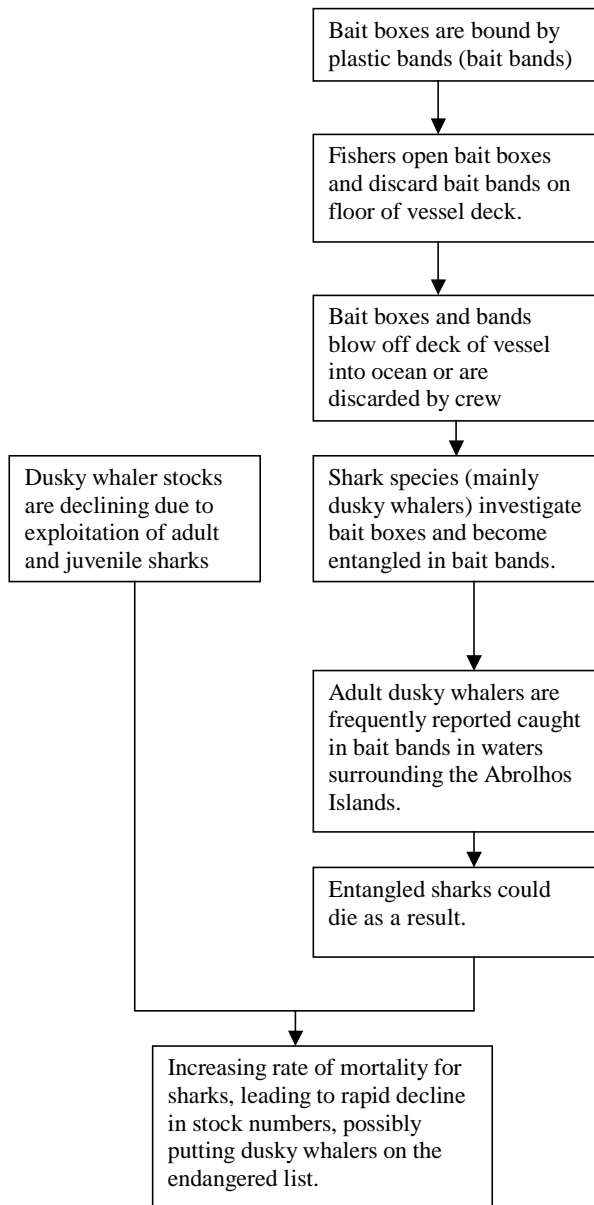 Bait boxes are bound by
plastic bands (bait bands)
Fishers open bait boxes
and discard bait bands on
floor of vessel deck.
Bait boxes and bands
blow off deck of vessel
into ocean or are
discarded by crew
Dusky whaler stocks
are declining due to
exploitation of adult
and juvenile sharks
Shark species (mainly
dusky whalers) investigate
bait boxes and become
entangled in bait bands.
Adult dusky whalers are
frequently reported caught
in bait bands in waters
surrounding the Abrolhos
Islands.
Entangled sharks could
die as a result.
Increasing rate of mortality for
sharks, leading to rapid decline
in stock numbers, possibly
putting dusky whalers on the
endangered list.